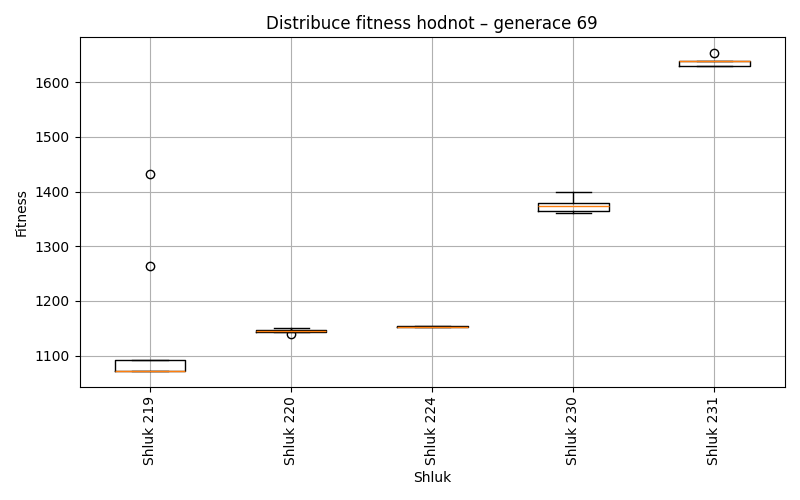 Distribuce fitness hodnot – generace 69
Fitness
1600
1500
1400
1300
1200
1100
Shluk 219
Shluk 220
Shluk 224
Shluk 230
Shluk 231
Shluk